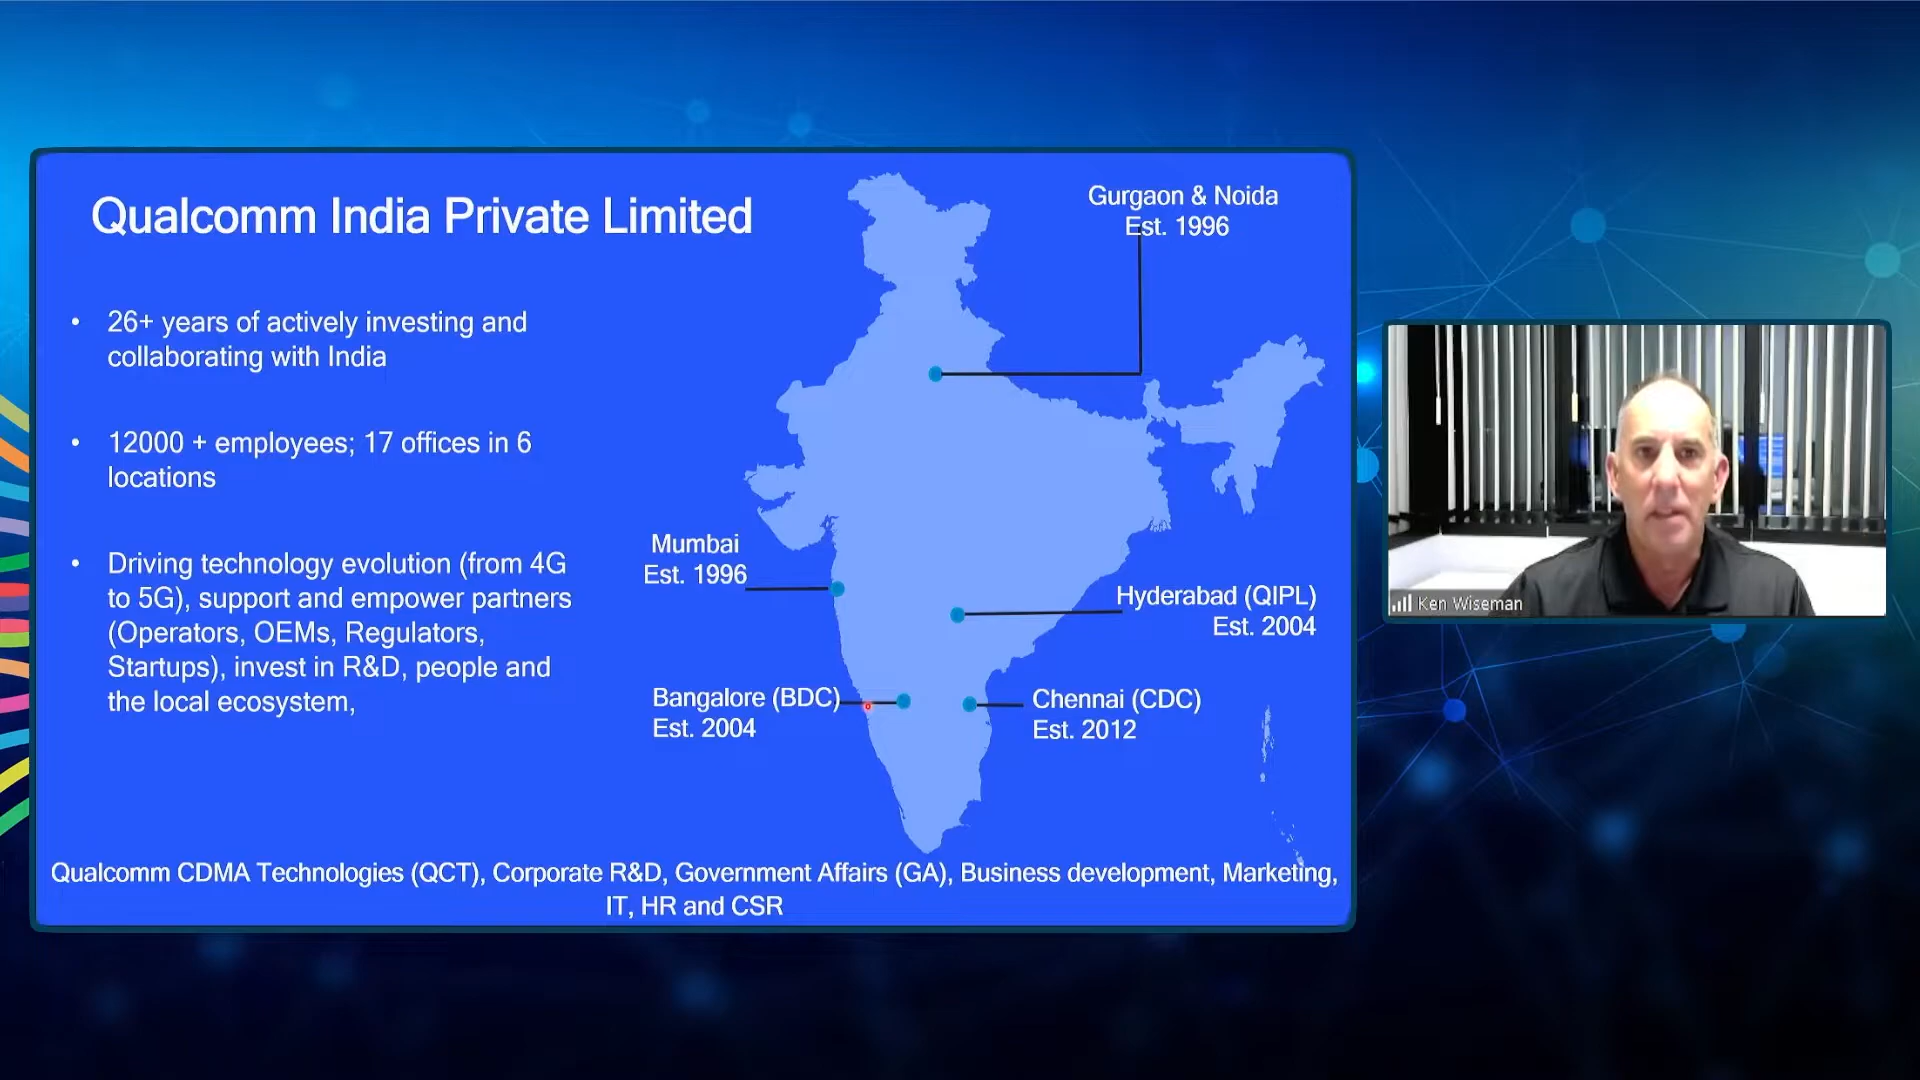 Qualcomm India Private Limited
• 26+ years of actively investing and
collaborating with India
• 12000 + employees; 17 offices in 6
locations
• Driving technology evolution (from 4G
to 5G), support and empower partners
(Operators, OEMs, Regulators,
Startups), invest in R&D, people and
the local ecosystem,
Gurgaon & Noida
Est. 1996
Mumbai
Est. 1996
Hyderabad (QIPL)
Est. 2004
Bangalore (BDC)
Est. 2004
Chennai (CDC)
Est. 2012
Qualcomm CDMA Technologies (QCT), Corporate R&D, Government Affairs (GA), Business development, Marketing,
IT, HR and CSR
Ken Wiseman